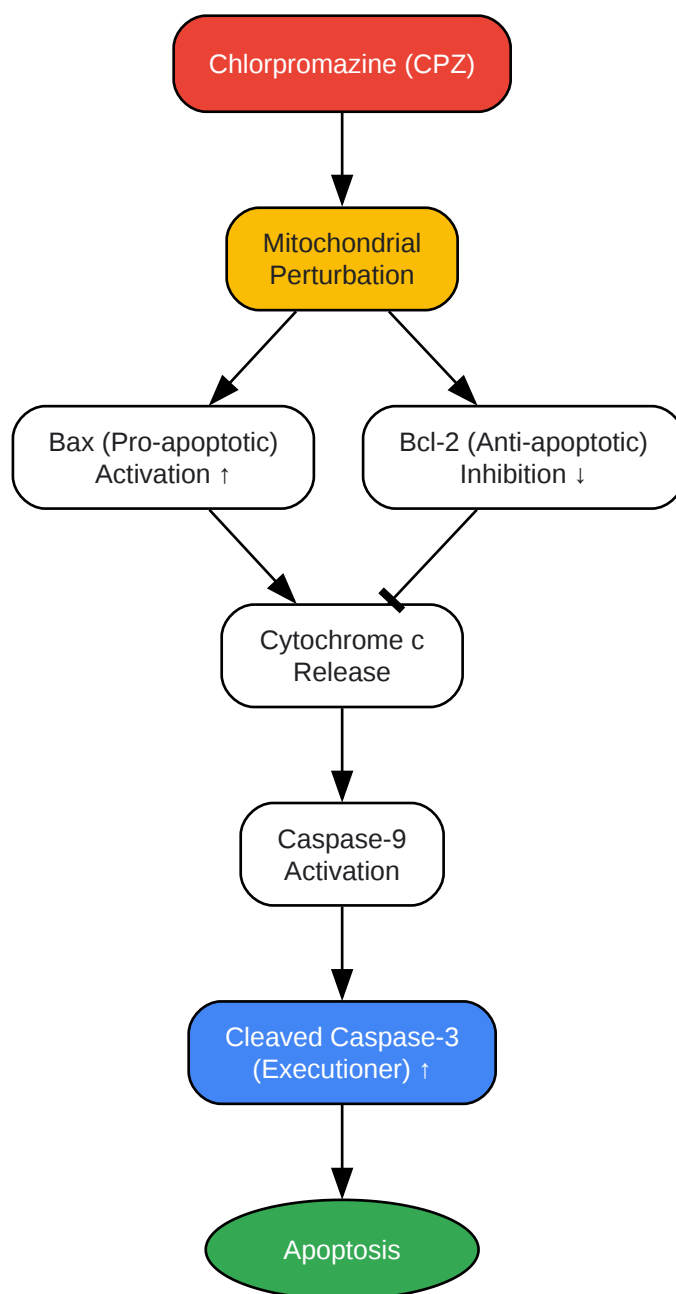 Chlorpromazine (CPZ)
Mitochondrial
Perturbation
Bax (Pro-apoptotic)
Activation ↑
Bcl-2 (Anti-apoptotic)
Inhibition ↓
Cytochrome c
Release
Caspase-9
Activation
Cleaved Caspase-3
(Executioner) ↑
Apoptosis